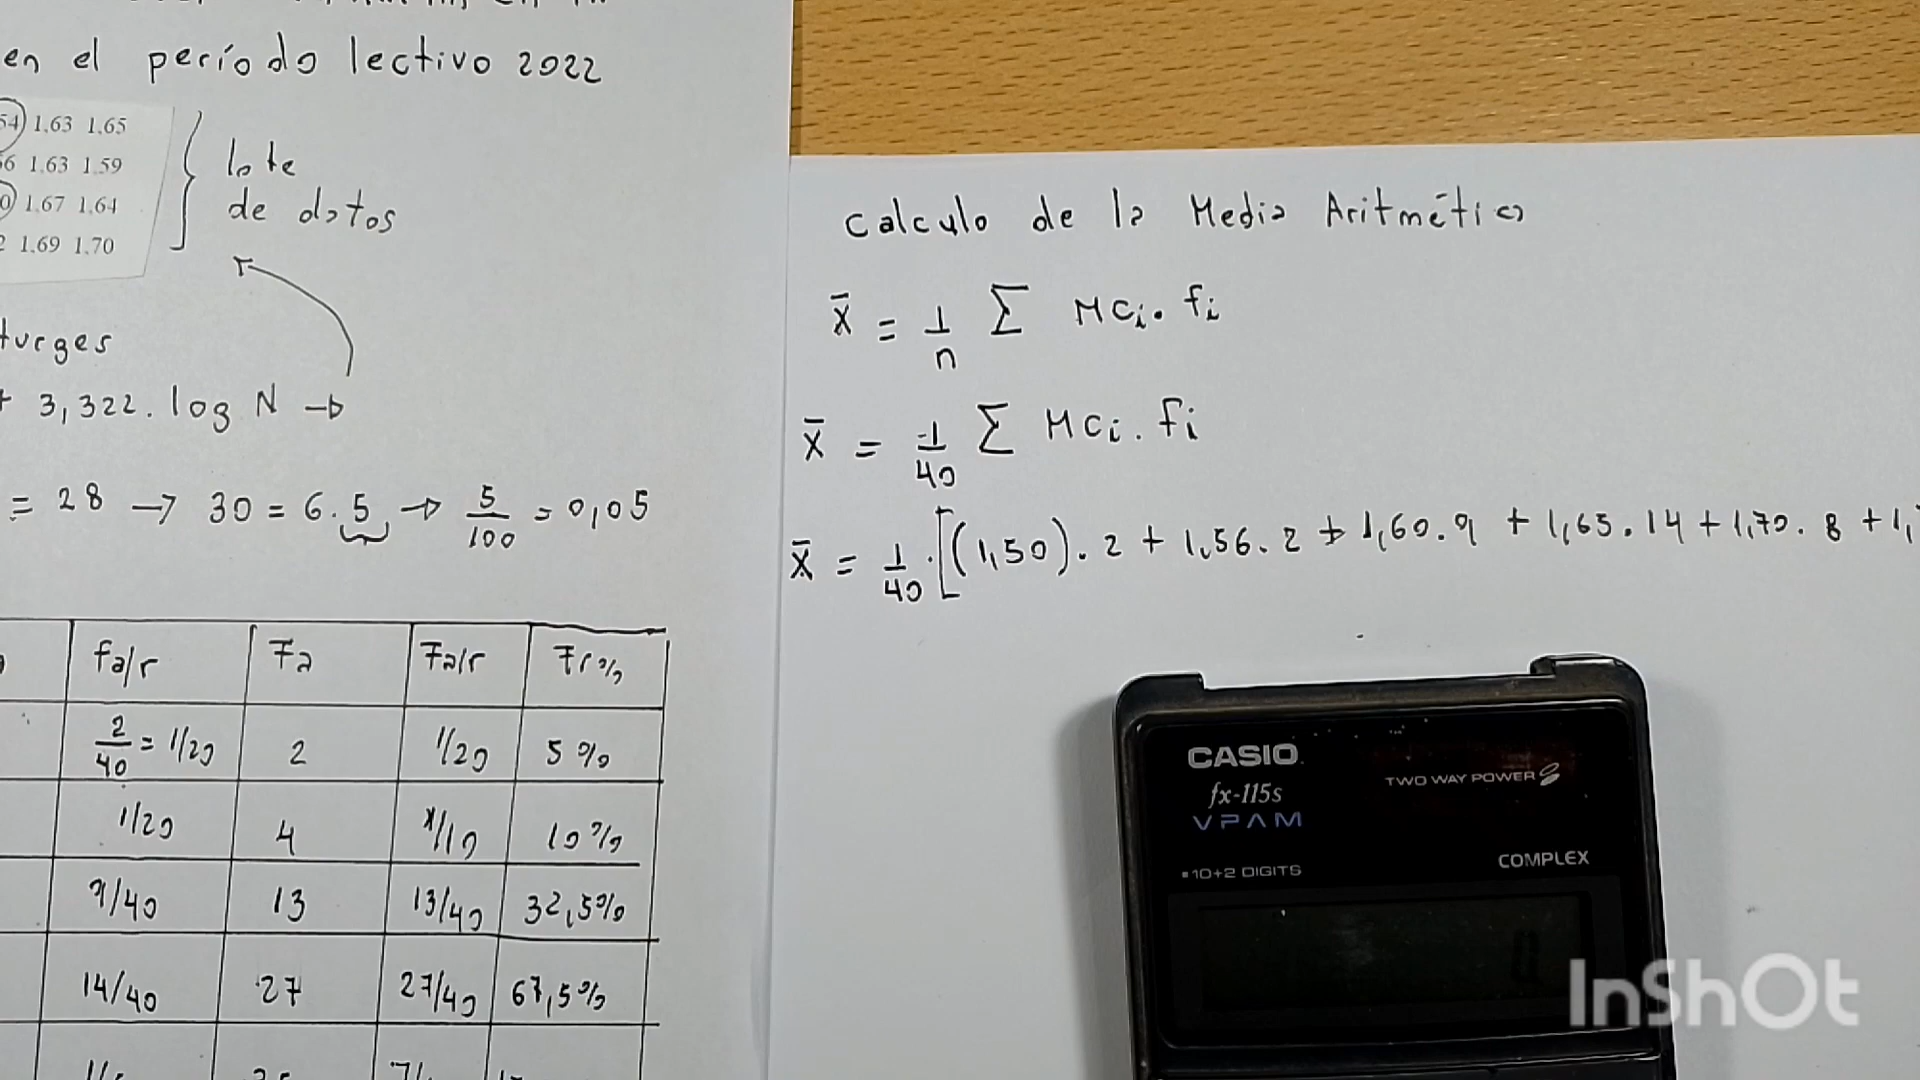 en el período lectivo 2022
54 1.63 1.65
56 1.63 1.59
0 1.67 1.64
2 1.69 1.70
lote
de datos
turges
+ 3,322. log N →
= 28 → 30 = 6.5 → 5/100 = 0,05
fa/r Fa Fa/r Fr%
2/40 = 1/20 2 1/20 5%
1/20 4 1/10 10%
9/40 13 13/40 32,5%
14/40 27 27/40 67,5%
Calculo de la Media Aritmética
x̄ = 1/n Σ MCi. fi
x̄ = 1/40 Σ MCi. fi
x̄ = 1/40 . [(1,50). 2 + 1,56. 2 + 1,60. 9 + 1,65. 14 + 1,70. 8 + 1,
CASIO
fx-115s
VPAM
TWO WAY POWER
10+2 DIGITS
COMPLEX
InShOt